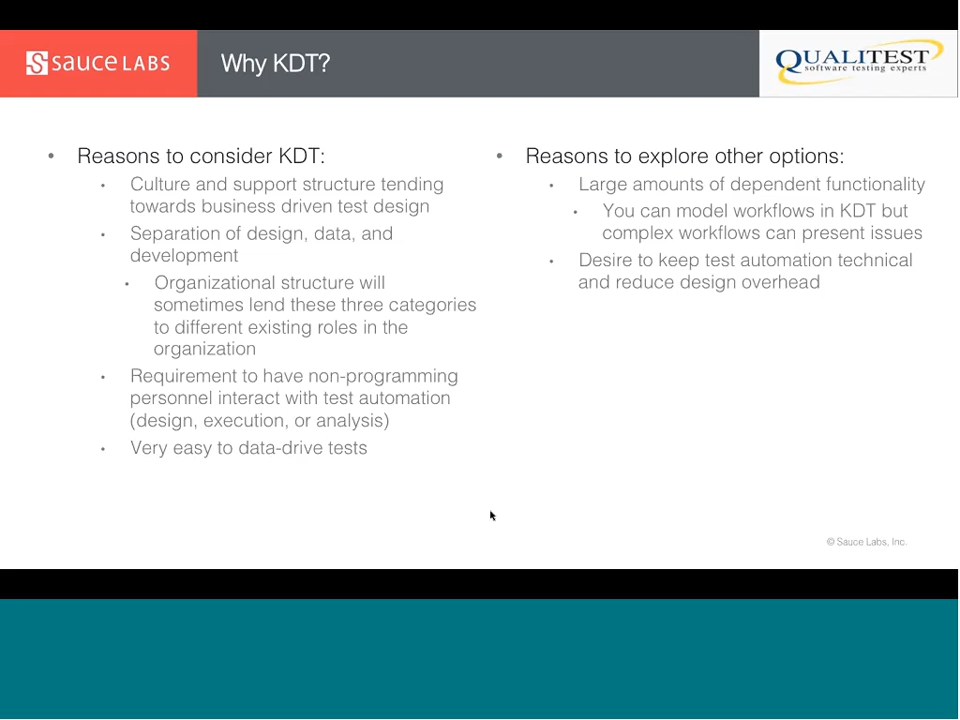 SAUCE LABS
Why KDT?
QUALITEST
software testing experts
• Reasons to consider KDT:
• Culture and support structure tending
towards business driven test design
• Separation of design, data, and
development
• Organizational structure will
sometimes lend these three categories
to different existing roles in the
organization
• Requirement to have non-programming
personnel interact with test automation
(design, execution, or analysis)
• Very easy to data-drive tests
• Reasons to explore other options:
• Large amounts of dependent functionality
• You can model workflows in KDT but
complex workflows can present issues
• Desire to keep test automation technical
and reduce design overhead
© Sauce Labs, Inc.